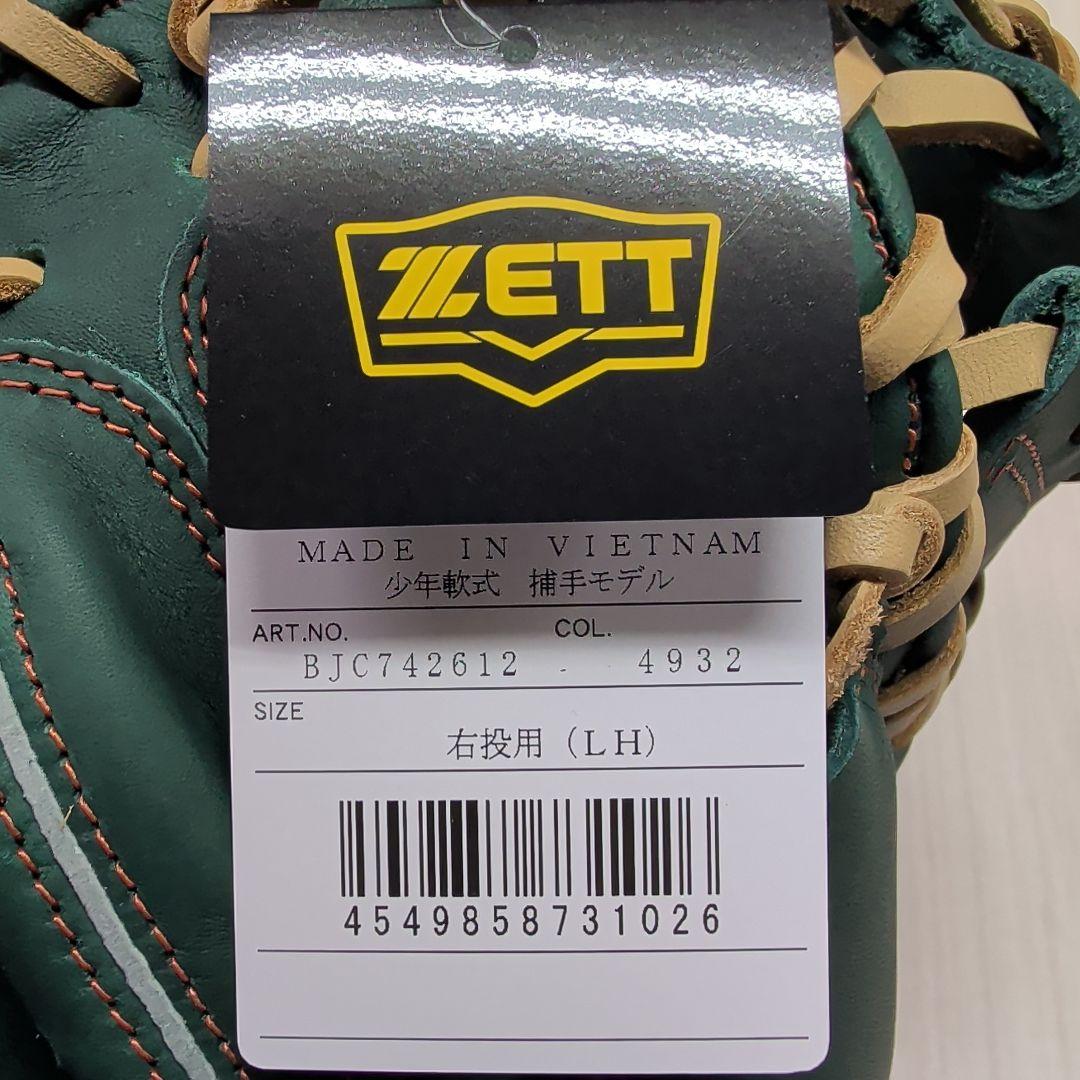 ZETT
MADE IN VIETNAM
少年軟式 捕手モデル
ART.NO. COL.
BJC742612 - 4932
SIZE
右投用（LH）
4549858731026